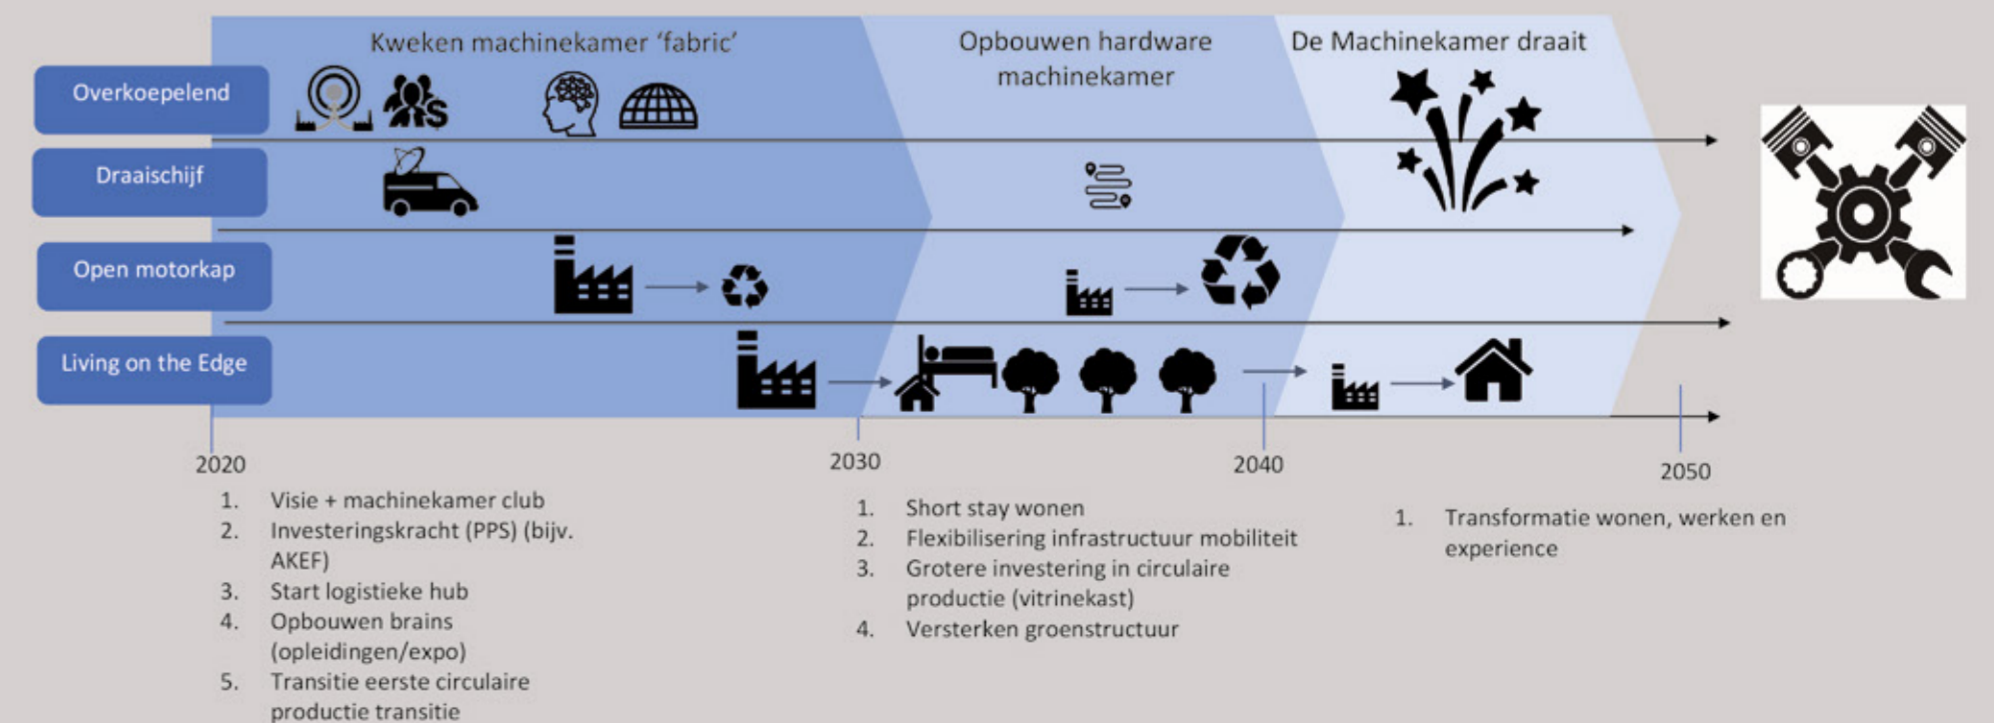 Kweken machinekamer ‘fabric’
Opbouwen hardware
machinekamer
De Machinekamer draait
Overkoepelend
Draaischijf
Open motorkap
Living on the Edge
2020
2030
2040
2050
1. Visie + machinekamer club
2. Investeringskracht (PPS) (bijv.
AKEF)
3. Start logistieke hub
4. Opbouwen brains
(opleidingen/expo)
5. Transitie eerste circulaire
productie transitie
1. Short stay wonen
2. Flexibilisering infrastructuur mobiliteit
3. Grotere investering in circulaire
productie (vitrinekast)
4. Versterken groenstructuur
1. Transformatie wonen, werken en
experience